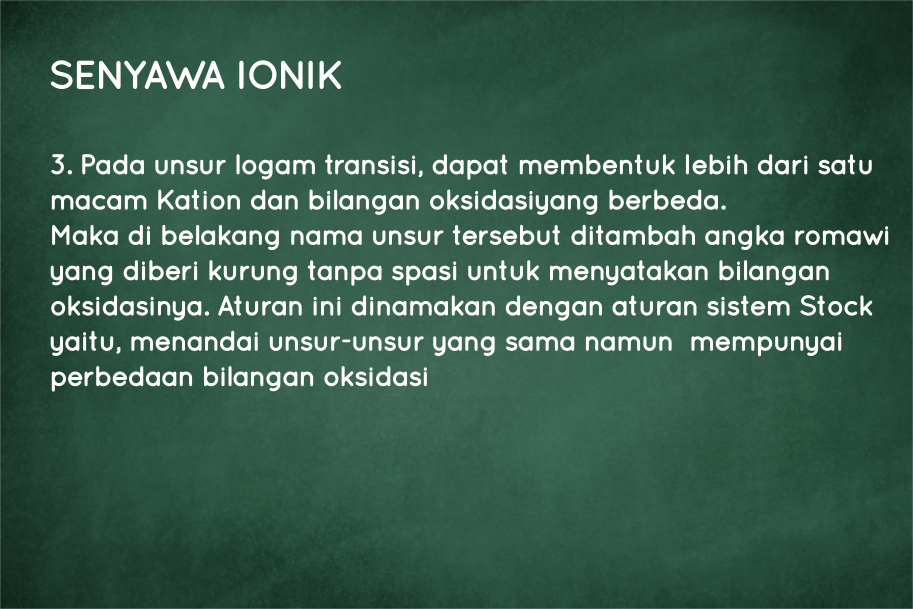 SENYAWA IONIK
3. Pada unsur logam transisi, dapat membentuk lebih dari satu
macam Kation dan bilangan oksidasiyang berbeda.
Maka di belakang nama unsur tersebut ditambah angka romawi
yang diberi kurung tanpa spasi untuk menyatakan bilangan
oksidasinya. Aturan ini dinamakan dengan aturan sistem Stock
yaitu, menandai unsur-unsur yang sama namun  mempunyai
perbedaan bilangan oksidasi